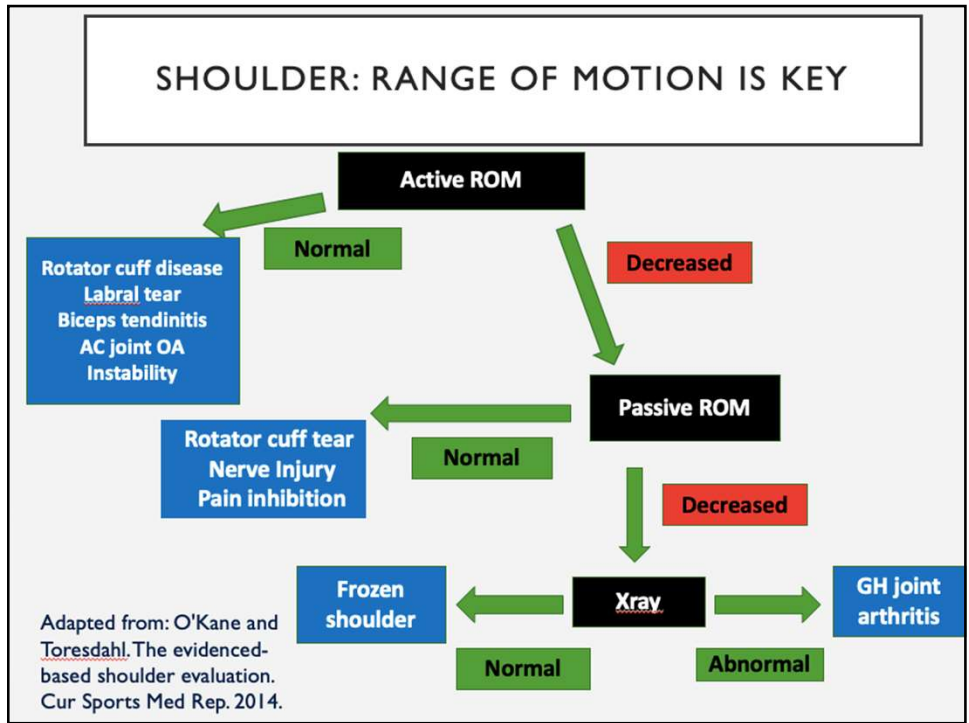 SHOULDER: RANGE OF MOTION IS KEY
Active ROM
Normal
Decreased
Rotator cuff disease
Labral tear
Biceps tendinitis
AC joint OA
Instability
Passive ROM
Normal
Rotator cuff tear
Nerve Injury
Pain inhibition
Decreased
Xray
Frozen
shoulder
GH joint
arthritis
Normal
Abnormal
Adapted from: O'Kane and
Toresdahl. The evidenced-
based shoulder evaluation.
Cur Sports Med Rep. 2014.